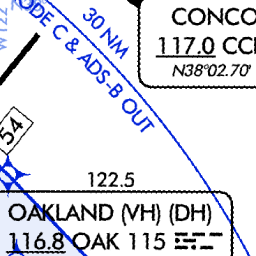 CONCO
117.0 CC
N38°02.70'
30 NM
ODE C & ADS-B OUT
54
122.5
OAKLAND (VH) (DH)
116.8 OAK 115